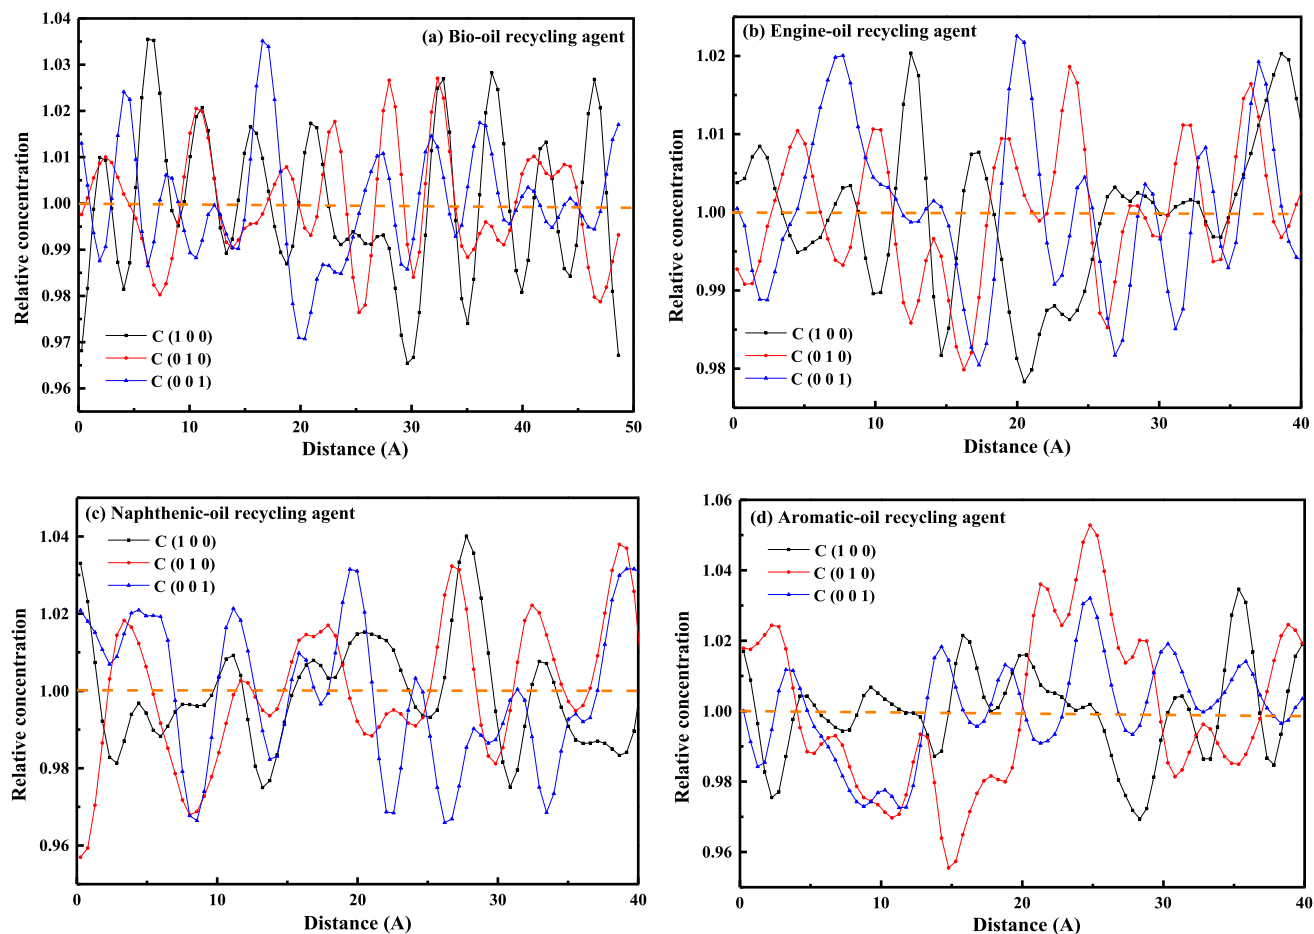 (a) Bio-oil recycling agent
1.04
1.03
1.02
1.01
1.00
0.99
0.98
0.97
0.96
Relative concentration
C (1 0 0)
C (0 1 0)
C (0 0 1)
0 10 20 30 40 50
Distance (A)
(b) Engine-oil recycling agent
1.02
1.01
1.00
0.99
0.98
Relative concentration
C (1 0 0)
C (0 1 0)
C (0 0 1)
0 10 20 30 40
Distance (A)
(c) Naphthenic-oil recycling agent
C (1 0 0)
C (0 1 0)
C (0 0 1)
1.04
1.02
1.00
0.98
0.96
Relative concentration
0 10 20 30 40
Distance (A)
(d) Aromatic-oil recycling agent
C (1 0 0)
C (0 1 0)
C (0 0 1)
1.06
1.04
1.02
1.00
0.98
0.96
Relative concentration
0 10 20 30 40
Distance (A)